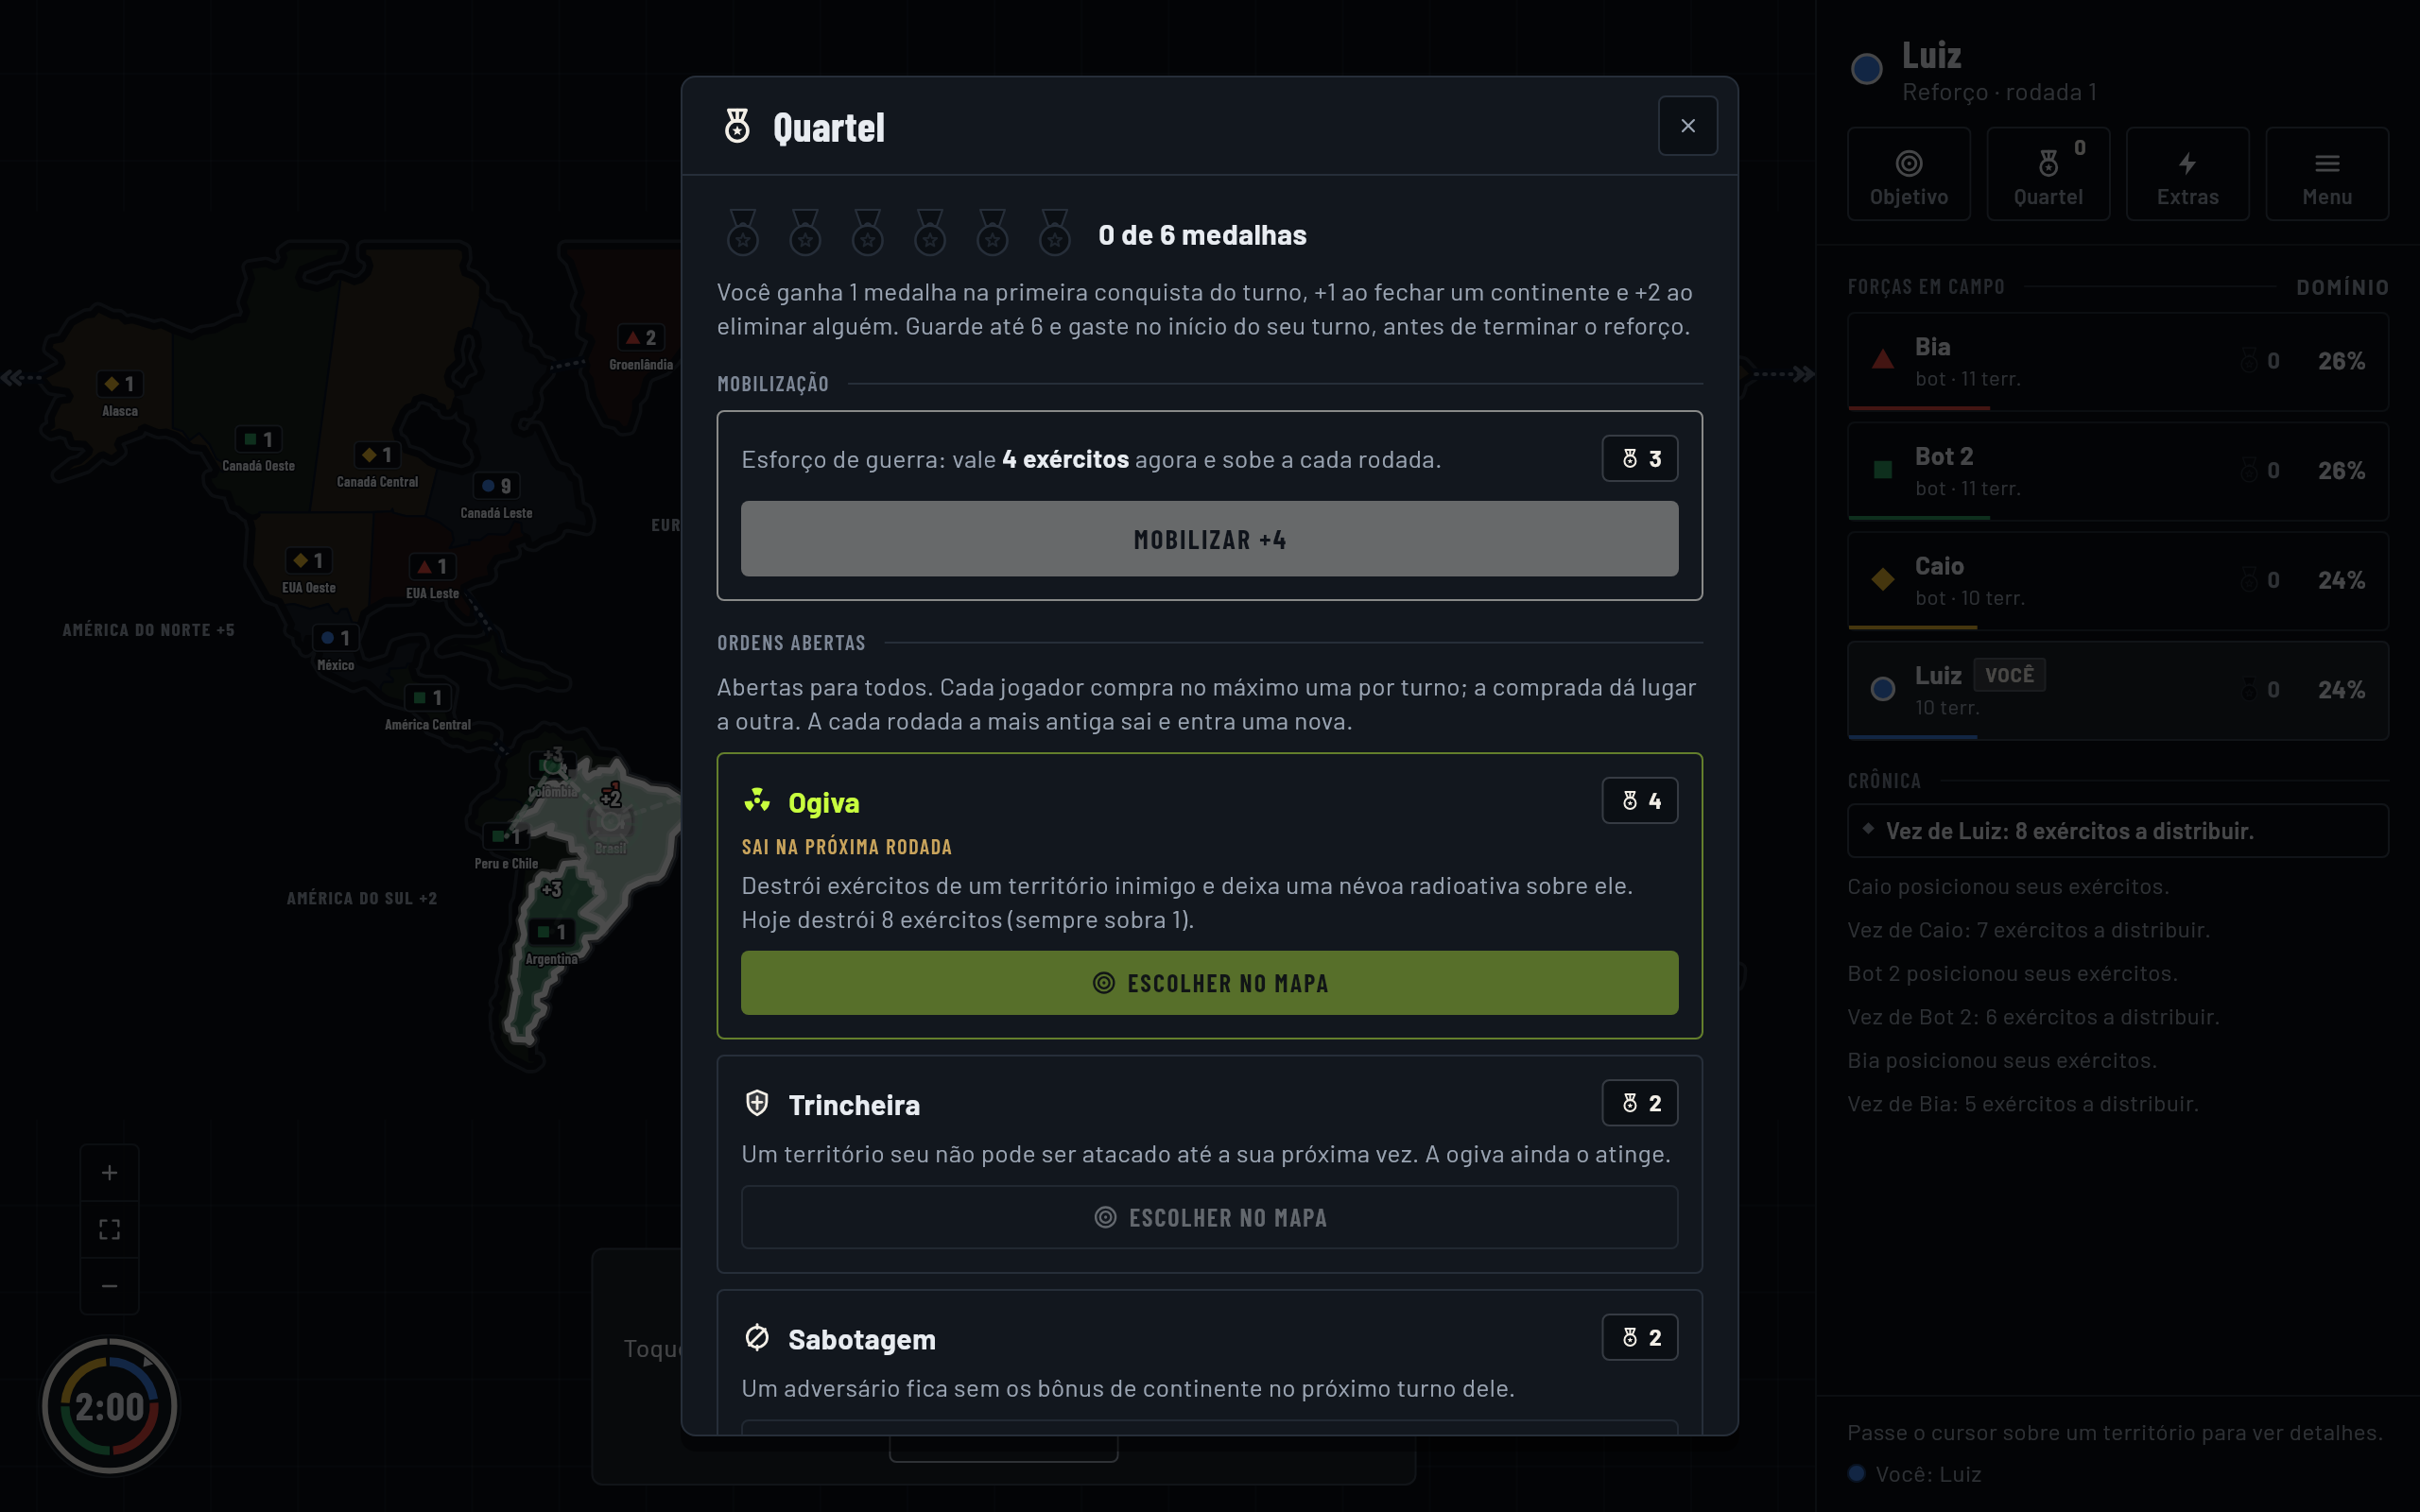 Quartel
0 de 6 medalhas
Você ganha 1 medalha na primeira conquista do turno, +1 ao fechar um continente e +2 ao
eliminar alguém. Guarde até 6 e gaste no início do seu turno, antes de terminar o reforço.
MOBILIZAÇÃO
Esforço de guerra: vale 4 exércitos agora e sobe a cada rodada.
3
MOBILIZAR +4
ORDENS ABERTAS
Abertas para todos. Cada jogador compra no máximo uma por turno; a comprada dá lugar
a outra. A cada rodada a mais antiga sai e entra uma nova.
Ogiva
4
SAI NA PRÓXIMA RODADA
Destrói exércitos de um território inimigo e deixa uma névoa radioativa sobre ele.
Hoje destrói 8 exércitos (sempre sobra 1).
ESCOLHER NO MAPA
Trincheira
2
Um território seu não pode ser atacado até a sua próxima vez. A ogiva ainda o atinge.
ESCOLHER NO MAPA
Sabotagem
2
Um adversário fica sem os bônus de continente no próximo turno dele.
2
Groenlândia
1
Alasca
1
Canadá Oeste
1
Canadá Central
9
Canadá Leste
EUR
1
EUA Oeste
1
EUA Leste
AMÉRICA DO NORTE +5
1
México
1
América Central
+3
Colômbia
+2
Brasil
1
Peru e Chile
+3
AMÉRICA DO SUL +2
1
Argentina
+
−
2:00
Toque
Luiz
Reforço · rodada 1
Objetivo
0
Quartel
Extras
Menu
FORÇAS EM CAMPO
DOMÍNIO
Bia
bot · 11 terr.
0
26%
Bot 2
bot · 11 terr.
0
26%
Caio
bot · 10 terr.
0
24%
Luiz VOCÊ
10 terr.
0
24%
CRÔNICA
Vez de Luiz: 8 exércitos a distribuir.
Caio posicionou seus exércitos.
Vez de Caio: 7 exércitos a distribuir.
Bot 2 posicionou seus exércitos.
Vez de Bot 2: 6 exércitos a distribuir.
Bia posicionou seus exércitos.
Vez de Bia: 5 exércitos a distribuir.
Passe o cursor sobre um território para ver detalhes.
Você: Luiz